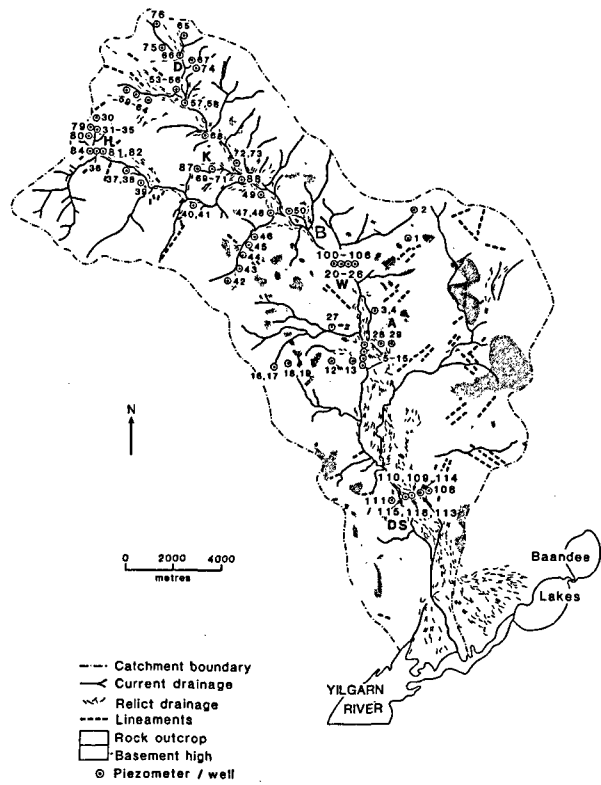 76
65
75
66
67
D
74
53-56
59-64
57,58
30
79
31-35
80
68
H
84
81,82
72,73
K
36
87
88
37,38
69-71
39
49
40,41
47,48
50
2
B
46
1
45
100-106
44
20-26
43
W
42
3,4
27
A
28 29
5-15
16,17
18,19
12-13
N
110, 109, 114
108
111
115, 116, 113
DS
0 2000 4000
metres
Baandee
Lakes
Catchment boundary
Current drainage
Relict drainage
Lineaments
Rock outcrop
Basement high
Piezometer / well
YILGARN
RIVER